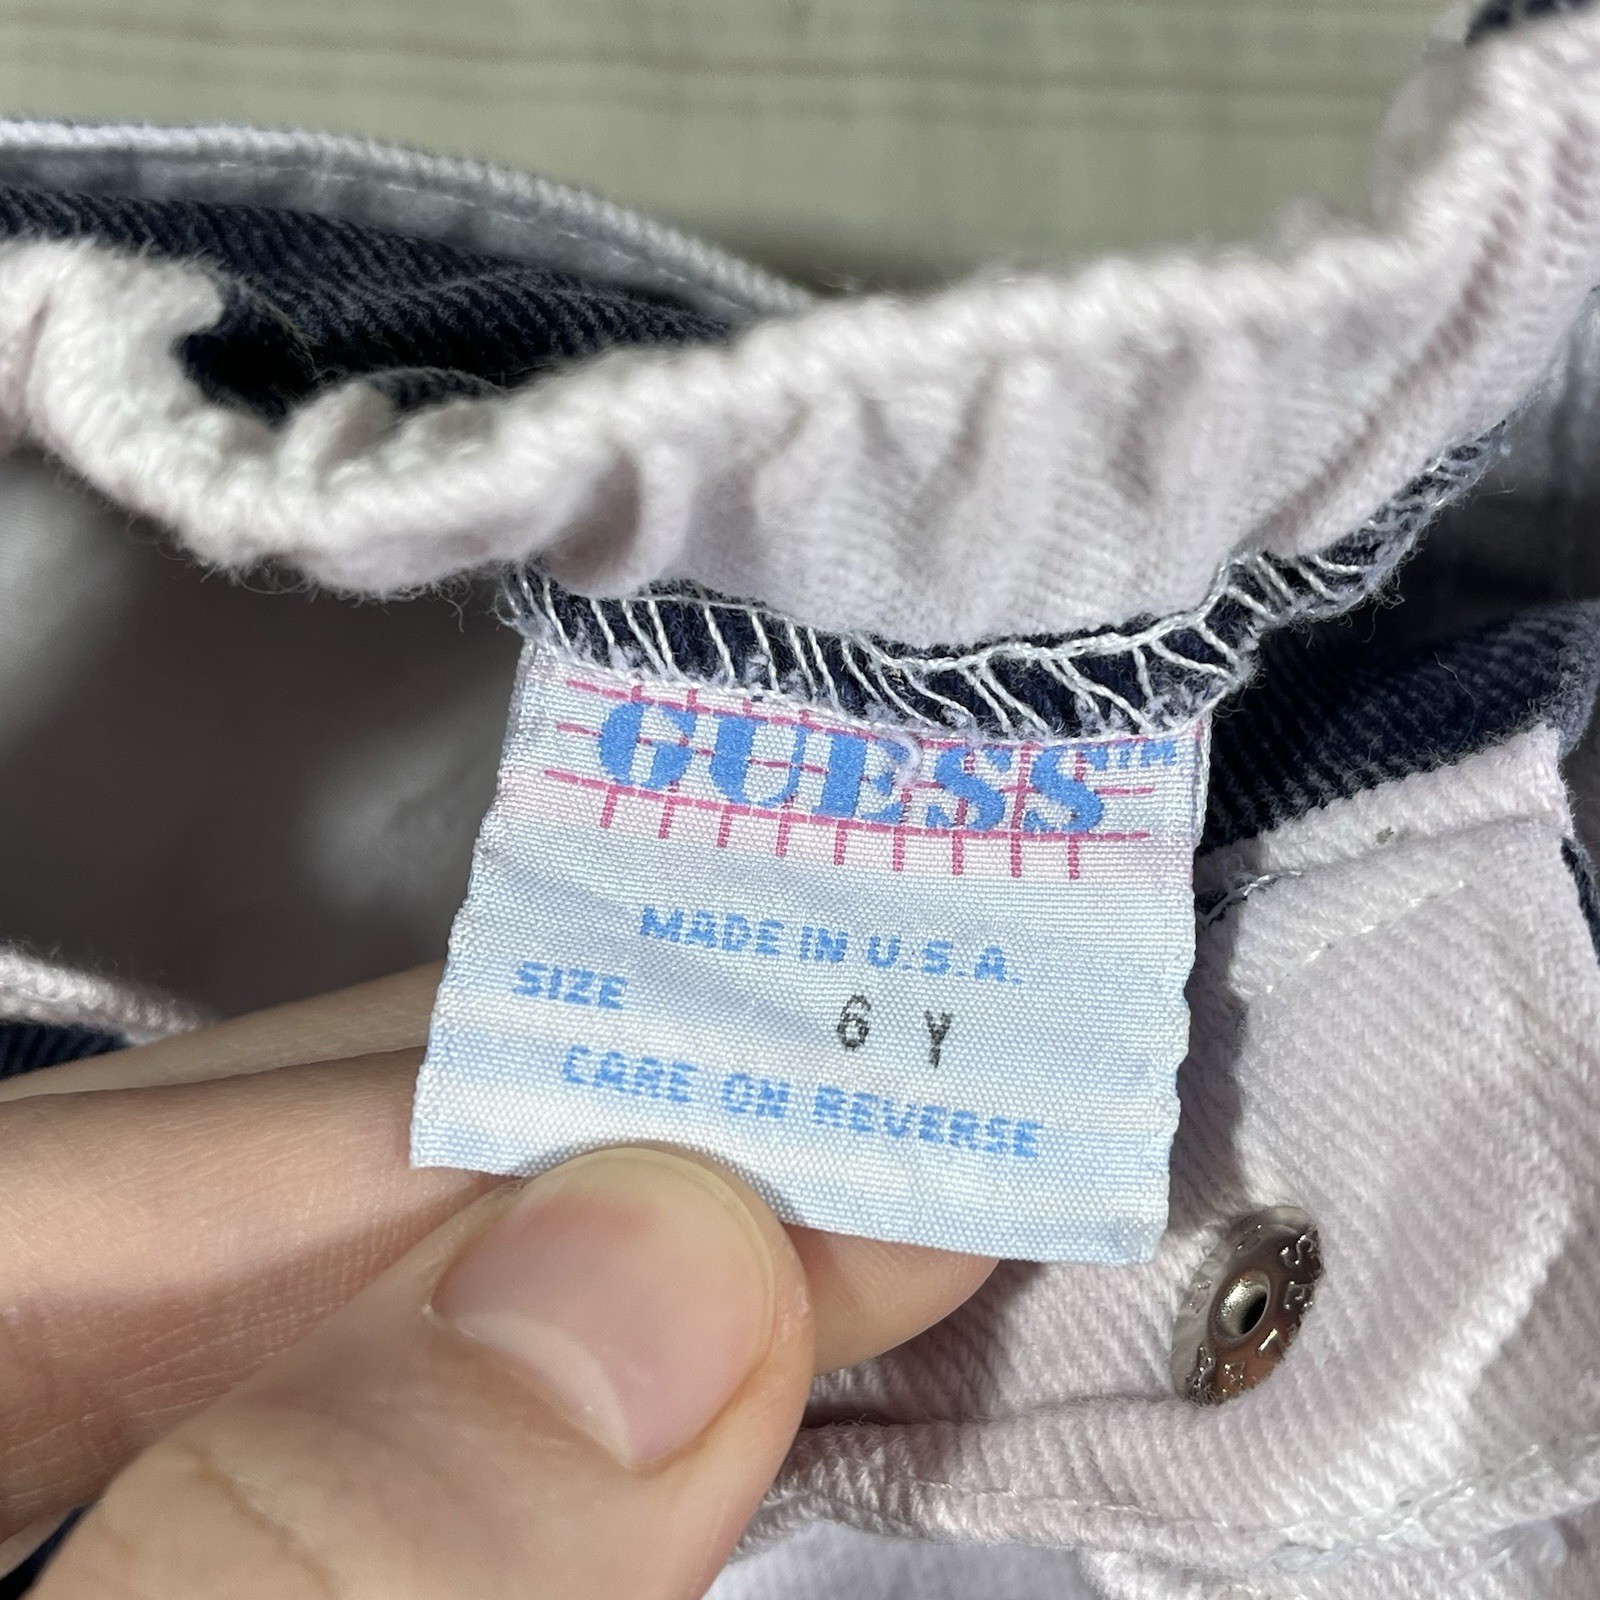 GUESS™
MADE IN U.S.A.
SIZE 6 Y
CARE ON REVERSE